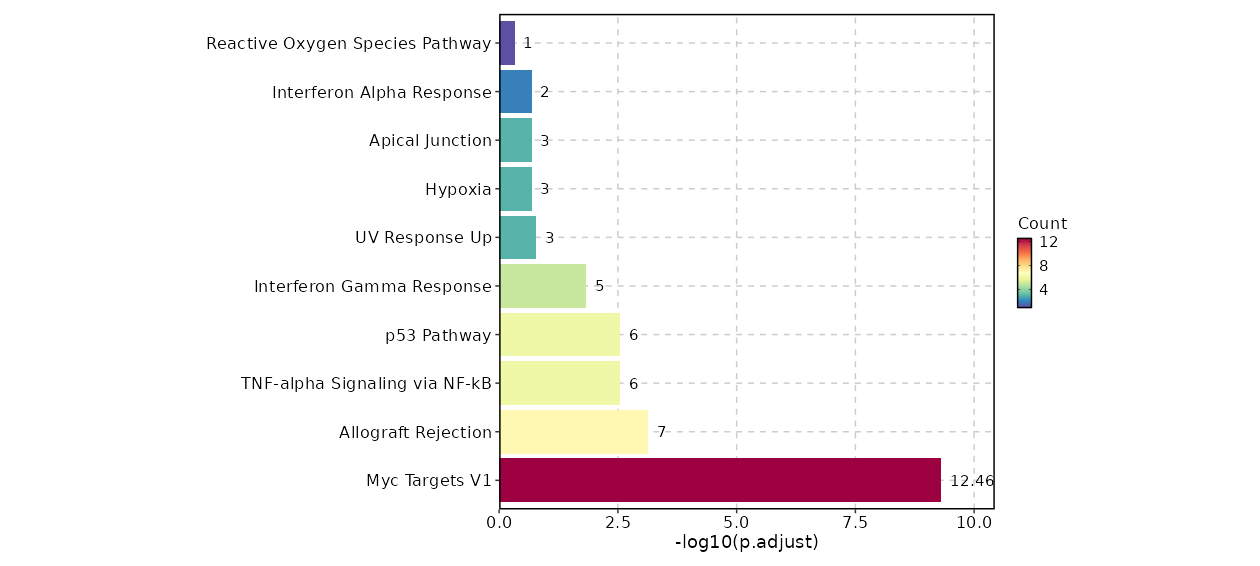 Reactive Oxygen Species Pathway 1
Interferon Alpha Response 2
Apical Junction 3
Hypoxia 3
UV Response Up 3
Interferon Gamma Response 5
p53 Pathway 6
TNF-alpha Signaling via NF-kB 6
Allograft Rejection 7
Myc Targets V1 12.46
0.0 2.5 5.0 7.5 10.0
-log10(p.adjust)
Count
12
8
4